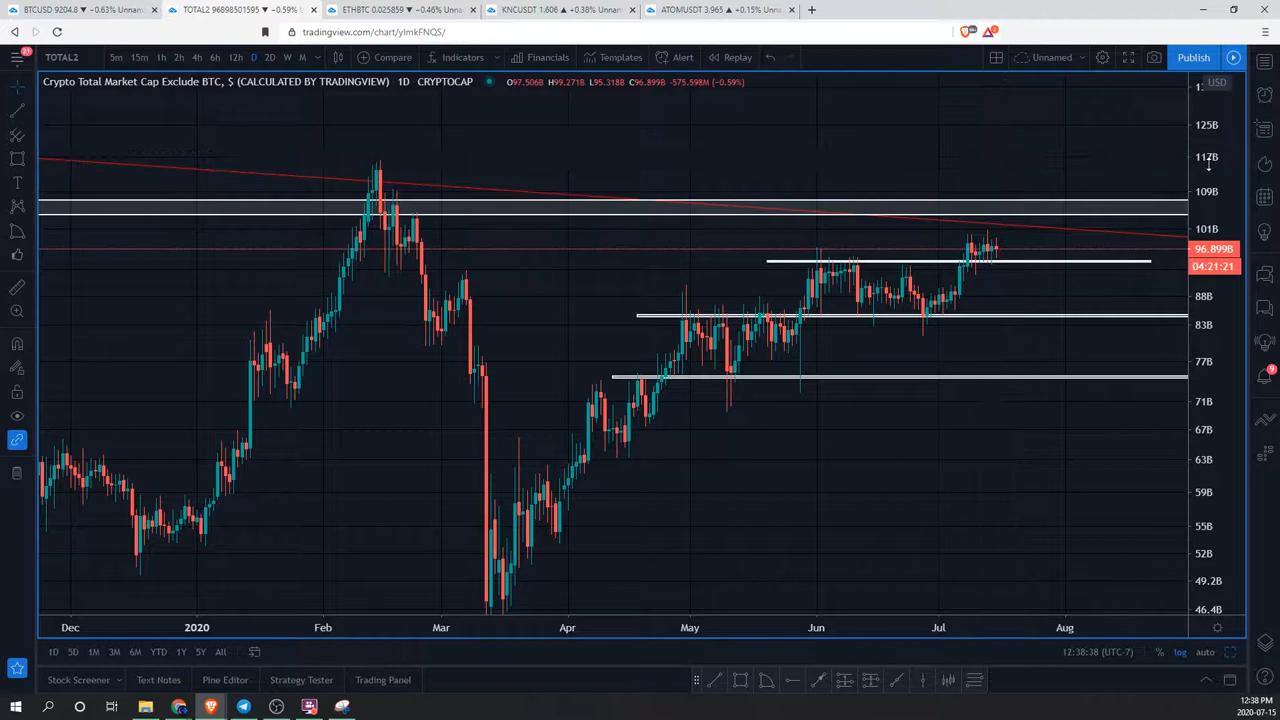 BTCUSD 9204.8 ▼ −0.63% Unnam
TOTAL2 96898501595 ▼ −0.59%
ETHBTC 0.025859 ▼ −0.46% Unnam
KNCUSDT 1.606 ▲ +0.38% Unnam
ATOMUSDT 3.965 ▲ +0.15% Unna
tradingview.com/chart/yImkFNQS/
21
TOTAL2 5m 15m 1h 2h 4h 6h 12h D 2D W M Compare Indicators Financials Templates Alert Replay Unnamed Publish
Crypto Total Market Cap Exclude BTC, $ (CALCULATED BY TRADINGVIEW) 1D CRYPTOCAP O97.506B H99.271B L95.318B C96.899B -575.598M (-0.59%)
USD
125B
117B
109B
101B
96.899B
04:21:21
88B
83B
77B
71B
67B
63B
59B
55B
52B
49.2B
46.4B
9
Dec 2020 Feb Mar Apr May Jun Jul Aug
1D 5D 1M 3M 6M YTD 1Y 5Y All 12:38:38 (UTC-7) % log auto
Stock Screener Text Notes Pine Editor Strategy Tester Trading Panel
12:38 PM
2020-07-15